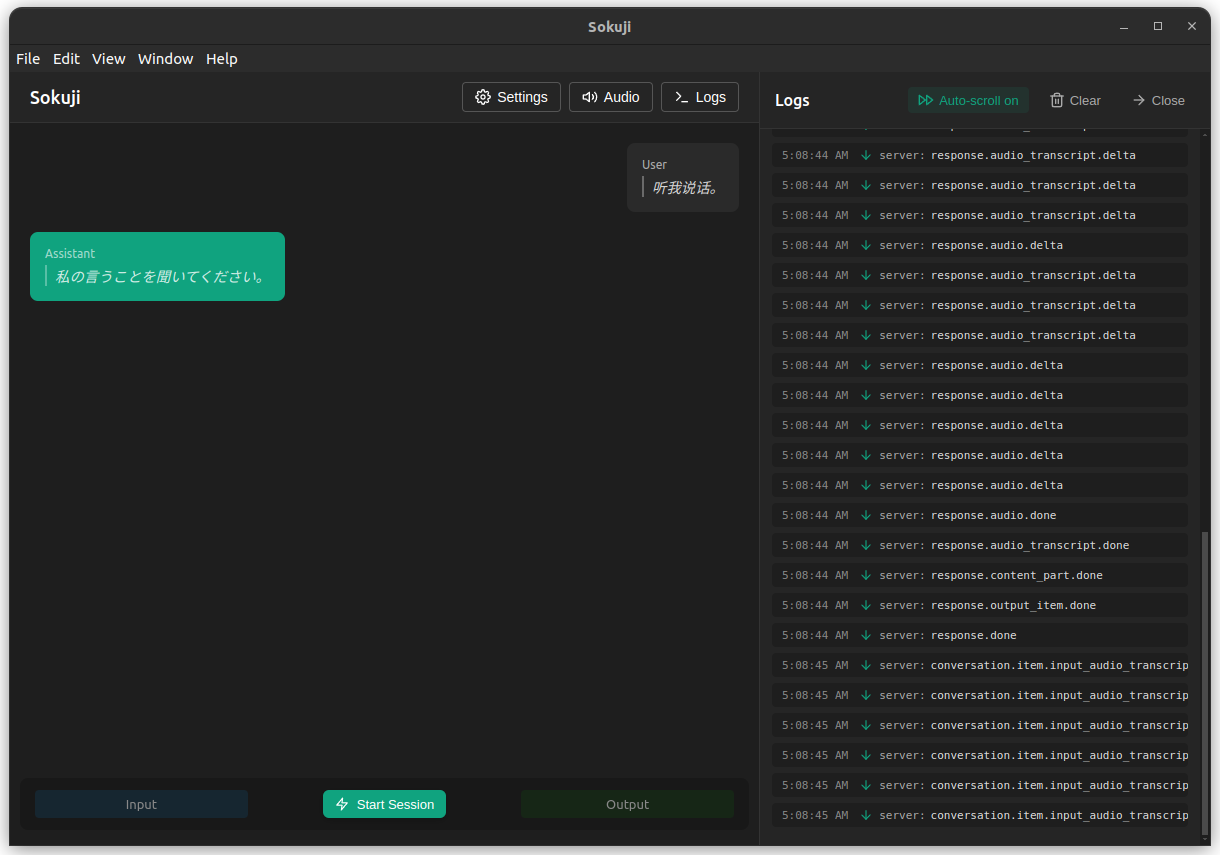 Sokuji
File Edit View Window Help
Sokuji
Settings
Audio
Logs
User
听我说话。
Assistant
私の言うことを聞いてください。
Input
Start Session
Output
Logs
Auto-scroll on
Clear
Close
5:08:44 AM server: response.audio_transcript.delta
5:08:44 AM server: response.audio_transcript.delta
5:08:44 AM server: response.audio_transcript.delta
5:08:44 AM server: response.audio.delta
5:08:44 AM server: response.audio_transcript.delta
5:08:44 AM server: response.audio_transcript.delta
5:08:44 AM server: response.audio_transcript.delta
5:08:44 AM server: response.audio.delta
5:08:44 AM server: response.audio.delta
5:08:44 AM server: response.audio.delta
5:08:44 AM server: response.audio.delta
5:08:44 AM server: response.audio.delta
5:08:44 AM server: response.audio.done
5:08:44 AM server: response.audio_transcript.done
5:08:44 AM server: response.content_part.done
5:08:44 AM server: response.output_item.done
5:08:44 AM server: response.done
5:08:45 AM server: conversation.item.input_audio_transcrip
5:08:45 AM server: conversation.item.input_audio_transcrip
5:08:45 AM server: conversation.item.input_audio_transcrip
5:08:45 AM server: conversation.item.input_audio_transcrip
5:08:45 AM server: conversation.item.input_audio_transcrip
5:08:45 AM server: conversation.item.input_audio_transcrip